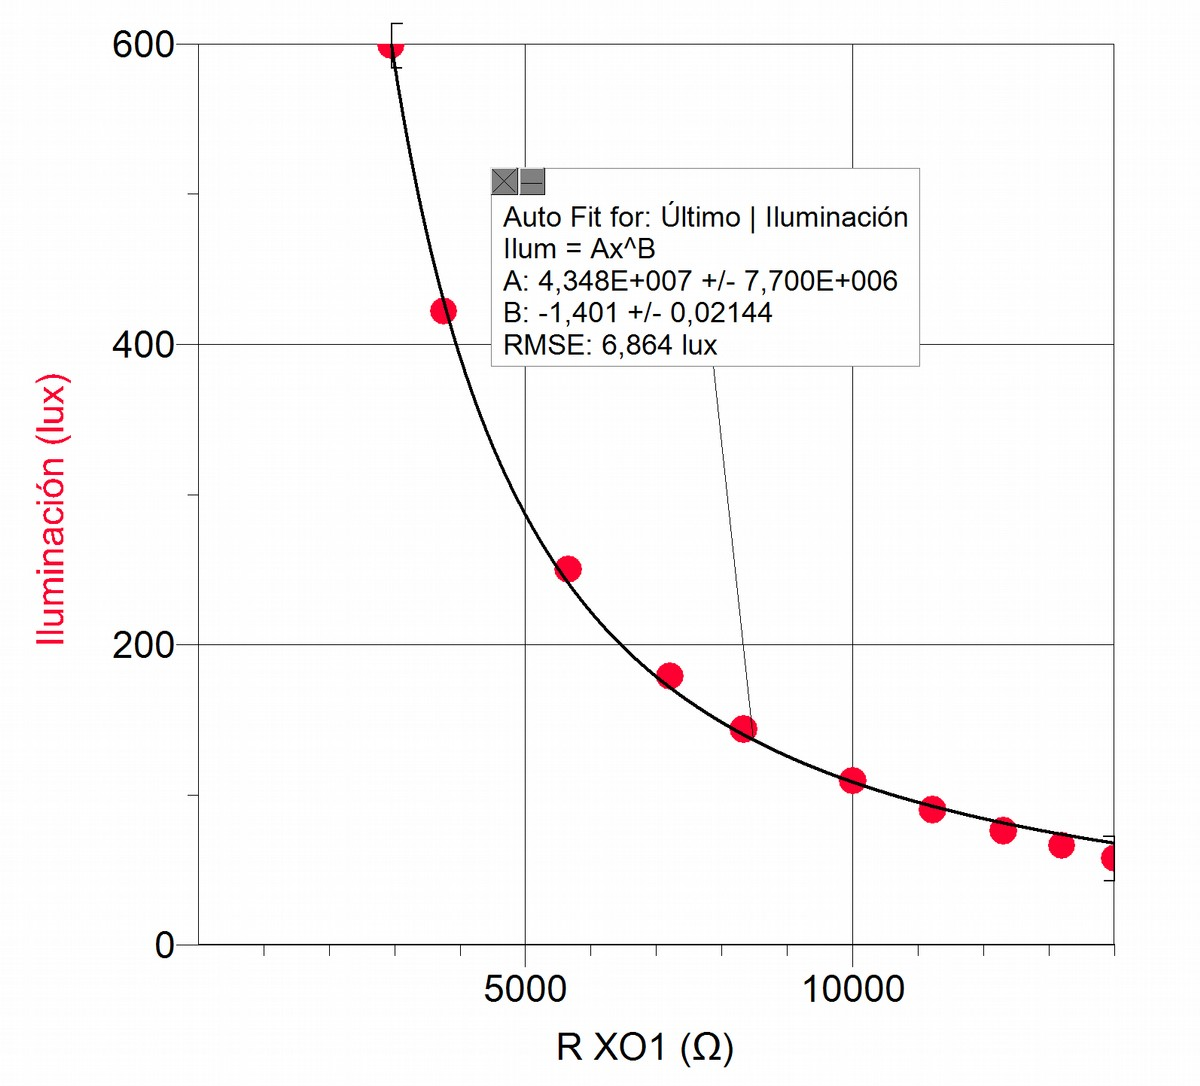 600
400
200
0
Iluminación (lux)
Auto Fit for: Último | Iluminación
Ilum = Ax^B
A: 4,348E+007 +/- 7,700E+006
B: -1,401 +/- 0,02144
RMSE: 6,864 lux
5000
10000
R XO1 (Ω)